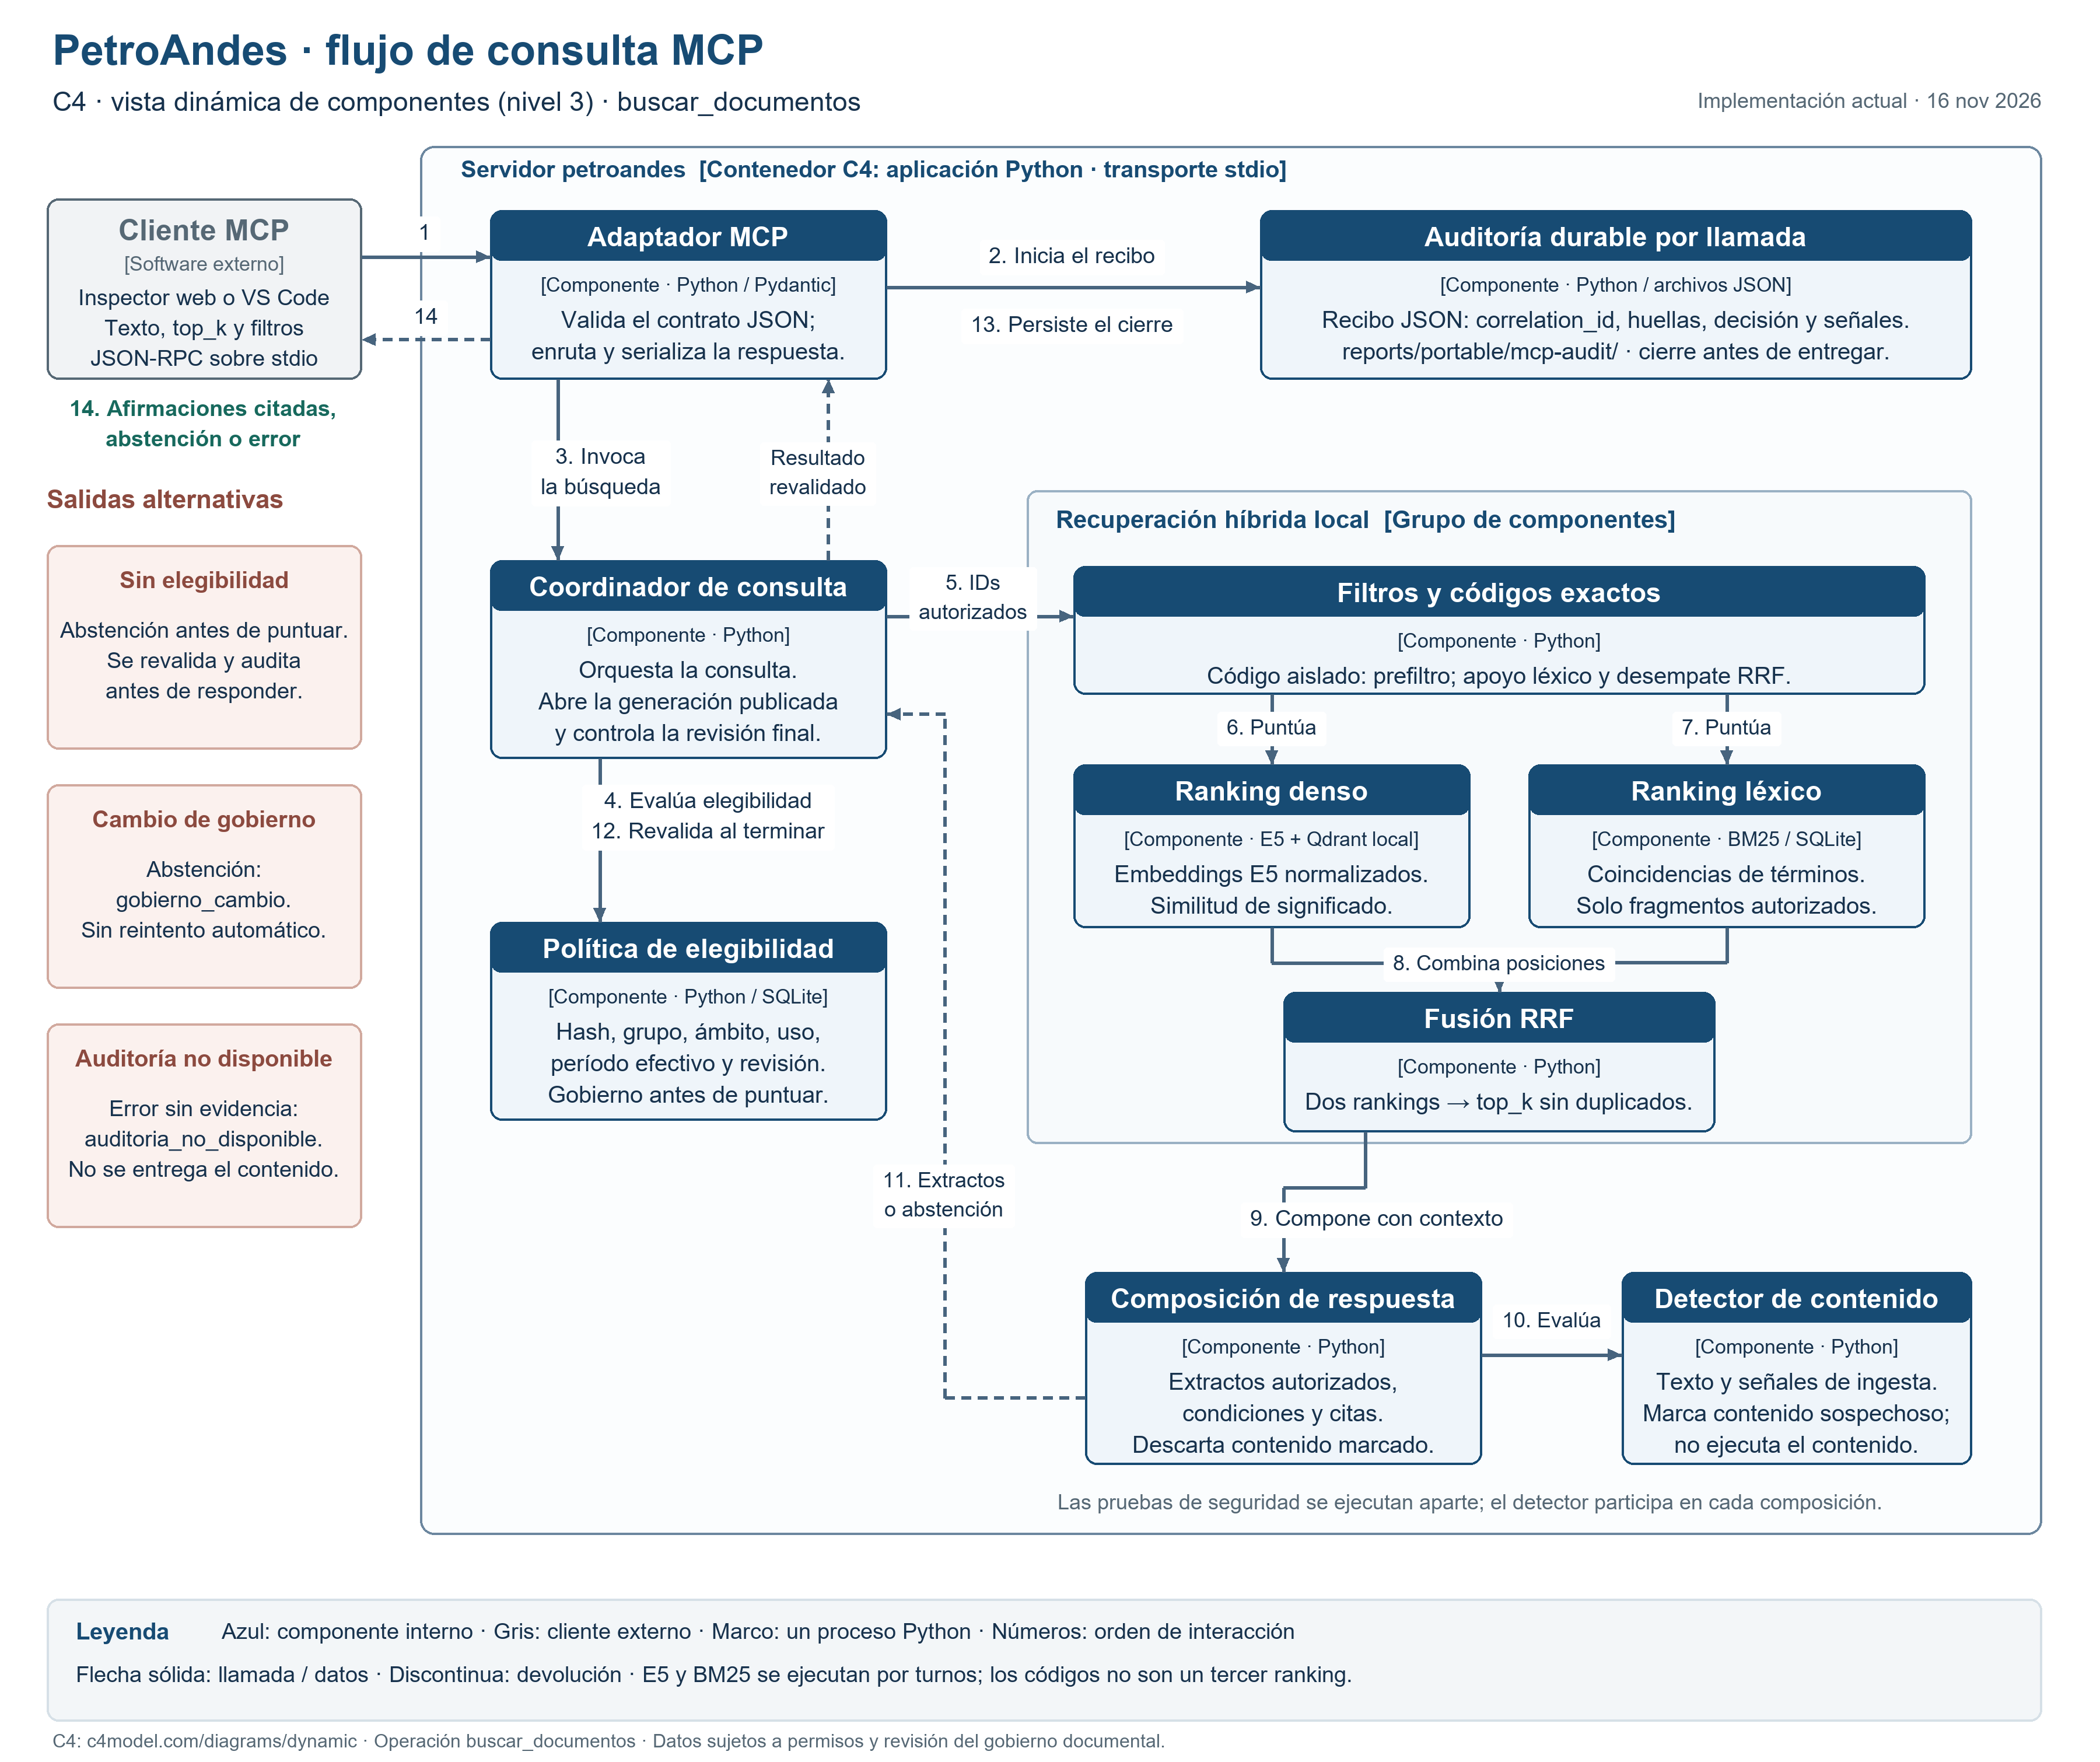 PetroAndes · flujo de consulta MCP
C4 · vista dinámica de componentes (nivel 3) · buscar_documentos
Implementación actual · 16 nov 2026
Servidor petroandes [Contenedor C4: aplicación Python · transporte stdio]
Cliente MCP
[Software externo]
Inspector web o VS Code
Texto, top_k y filtros
JSON-RPC sobre stdio
1
14
14. Afirmaciones citadas,
abstención o error
Adaptador MCP
[Componente · Python / Pydantic]
Valida el contrato JSON;
enruta y serializa la respuesta.
2. Inicia el recibo
13. Persiste el cierre
Auditoría durable por llamada
[Componente · Python / archivos JSON]
Recibo JSON: correlation_id, huellas, decisión y señales.
reports/portable/mcp-audit/ · cierre antes de entregar.
3. Invoca
la búsqueda
Resultado
revalidado
Salidas alternativas
Sin elegibilidad
Abstención antes de puntuar.
Se revalida y audita
antes de responder.
Cambio de gobierno
Abstención:
gobierno_cambio.
Sin reintento automático.
Auditoría no disponible
Error sin evidencia:
auditoria_no_disponible.
No se entrega el contenido.
Coordinador de consulta
[Componente · Python]
Orquesta la consulta.
Abre la generación publicada
y controla la revisión final.
4. Evalúa elegibilidad
12. Revalida al terminar
Política de elegibilidad
[Componente · Python / SQLite]
Hash, grupo, ámbito, uso,
período efectivo y revisión.
Gobierno antes de puntuar.
5. IDs
autorizados
Recuperación híbrida local [Grupo de componentes]
Filtros y códigos exactos
[Componente · Python]
Código aislado: prefiltro; apoyo léxico y desempate RRF.
6. Puntúa
7. Puntúa
Ranking denso
[Componente · E5 + Qdrant local]
Embeddings E5 normalizados.
Similitud de significado.
Ranking léxico
[Componente · BM25 / SQLite]
Coincidencias de términos.
Solo fragmentos autorizados.
8. Combina posiciones
Fusión RRF
[Componente · Python]
Dos rankings → top_k sin duplicados.
11. Extractos
o abstención
9. Compone con contexto
Composición de respuesta
[Componente · Python]
Extractos autorizados,
condiciones y citas.
Descarta contenido marcado.
10. Evalúa
Detector de contenido
[Componente · Python]
Texto y señales de ingesta.
Marca contenido sospechoso;
no ejecuta el contenido.
Las pruebas de seguridad se ejecutan aparte; el detector participa en cada composición.
Leyenda Azul: componente interno · Gris: cliente externo · Marco: un proceso Python · Números: orden de interacción
Flecha sólida: llamada / datos · Discontinua: devolución · E5 y BM25 se ejecutan por turnos; los códigos no son un tercer ranking.
C4: c4model.com/diagrams/dynamic · Operación buscar_documentos · Datos sujetos a permisos y revisión del gobierno documental.